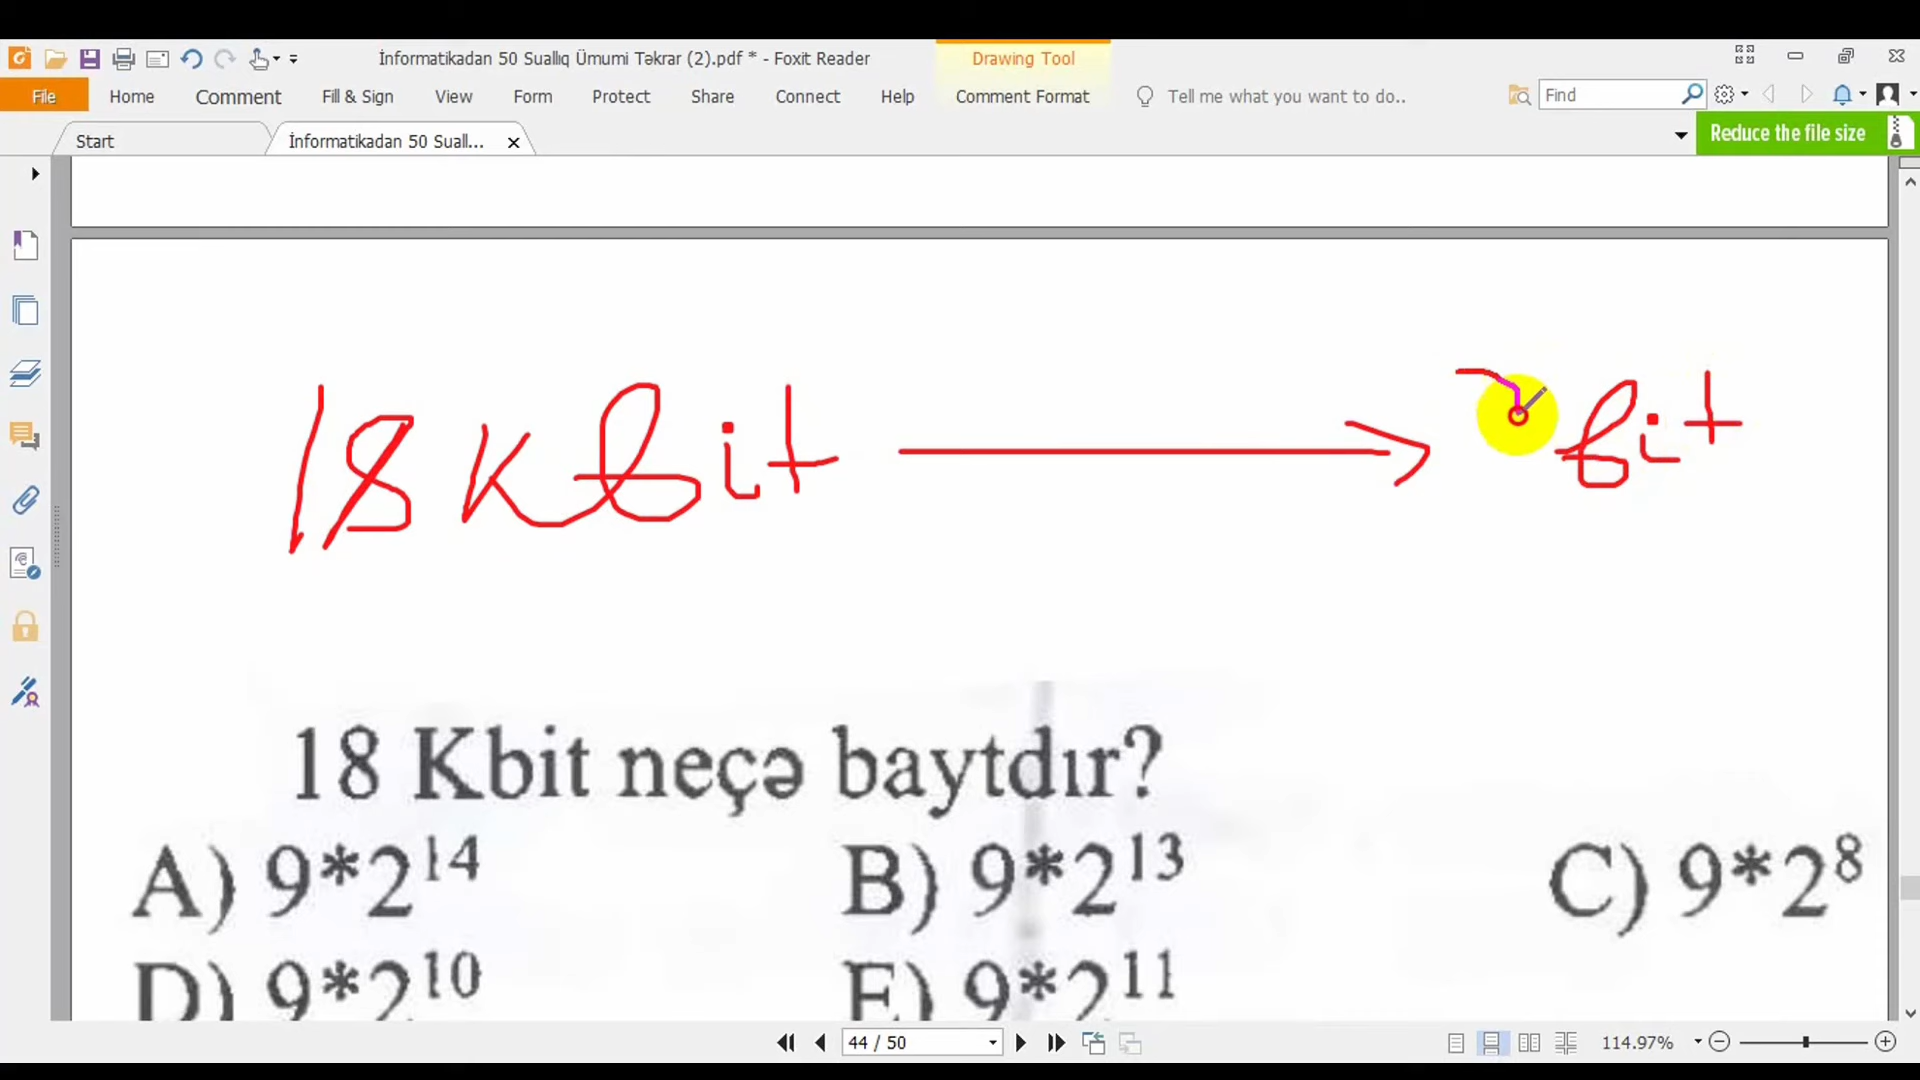 İnformatikadan 50 Suallıq Ümumi Təkrar (2).pdf * - Foxit Reader
Drawing Tool
File
Home
Comment
Fill & Sign
View
Form
Protect
Share
Connect
Help
Comment Format
Tell me what you want to do..
Find
Start
İnformatikadan 50 Suall...
Reduce the file size
18 Kbit
bit
18 Kbit neçə baytdır?
A) 9*2¹⁴
B) 9*2¹³
C) 9*2⁸
D) 9*2¹⁰
E) 9*2¹¹
44 / 50
114.97%